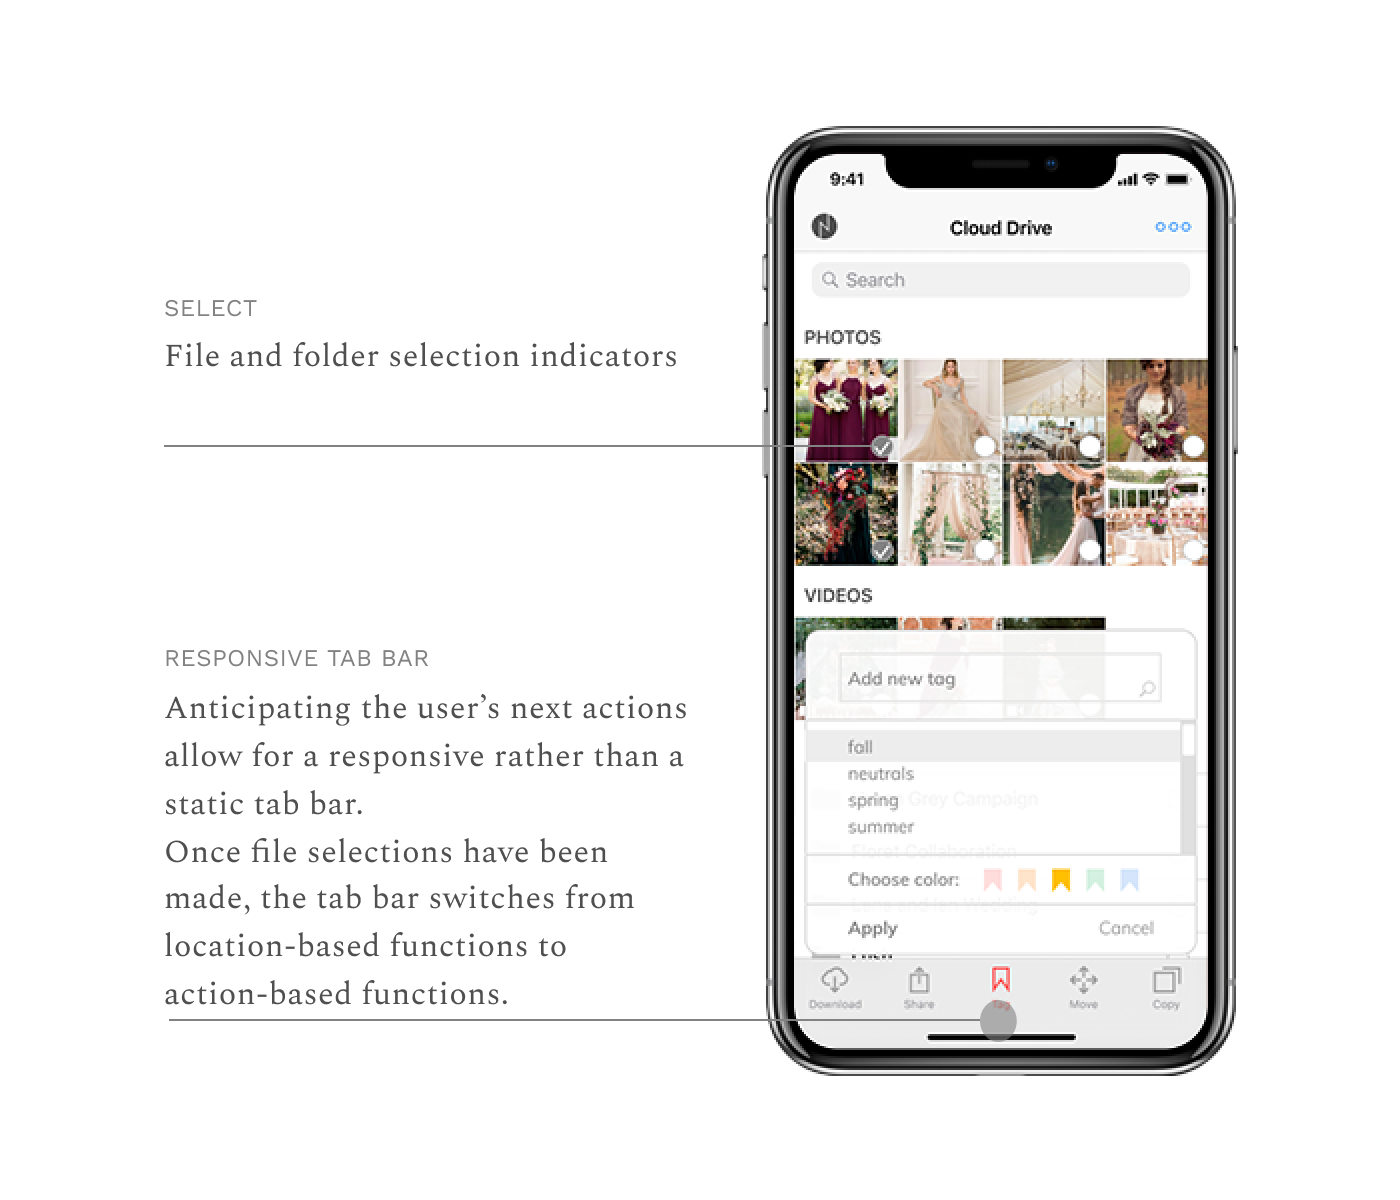 SELECT
File and folder selection indicators
RESPONSIVE TAB BAR
Anticipating the user’s next actions
allow for a responsive rather than a
static tab bar.
Once file selections have been
made, the tab bar switches from
location-based functions to
action-based functions.
9:41
Cloud Drive
Search
PHOTOS
VIDEOS
Add new tag
fall
neutrals
spring
Grey Campaign
summer
Floret Collaboration
Choose color:
Wedding
Apply
Cancel
Download
Share
Tag
Move
Copy